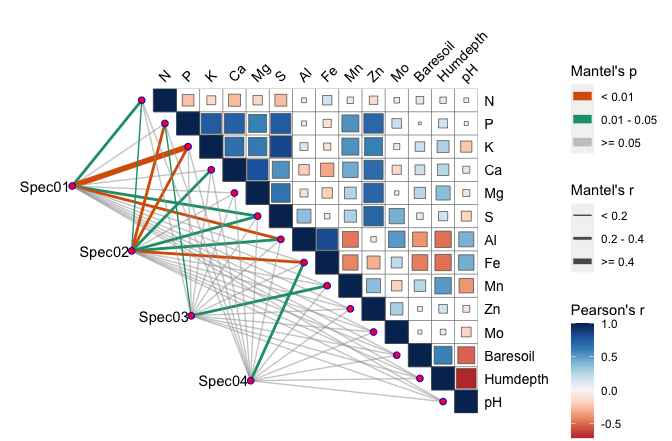 N P K Ca Mg S Al Fe Mn Zn Mo Baresoil Humdepth pH
N
P
K
Ca
Mg
S
Al
Fe
Mn
Zn
Mo
Baresoil
Humdepth
pH
Spec01
Spec02
Spec03
Spec04
Mantel's p
< 0.01
0.01 - 0.05
>= 0.05
Mantel's r
< 0.2
0.2 - 0.4
>= 0.4
Pearson's r
1.0
0.5
0.0
-0.5